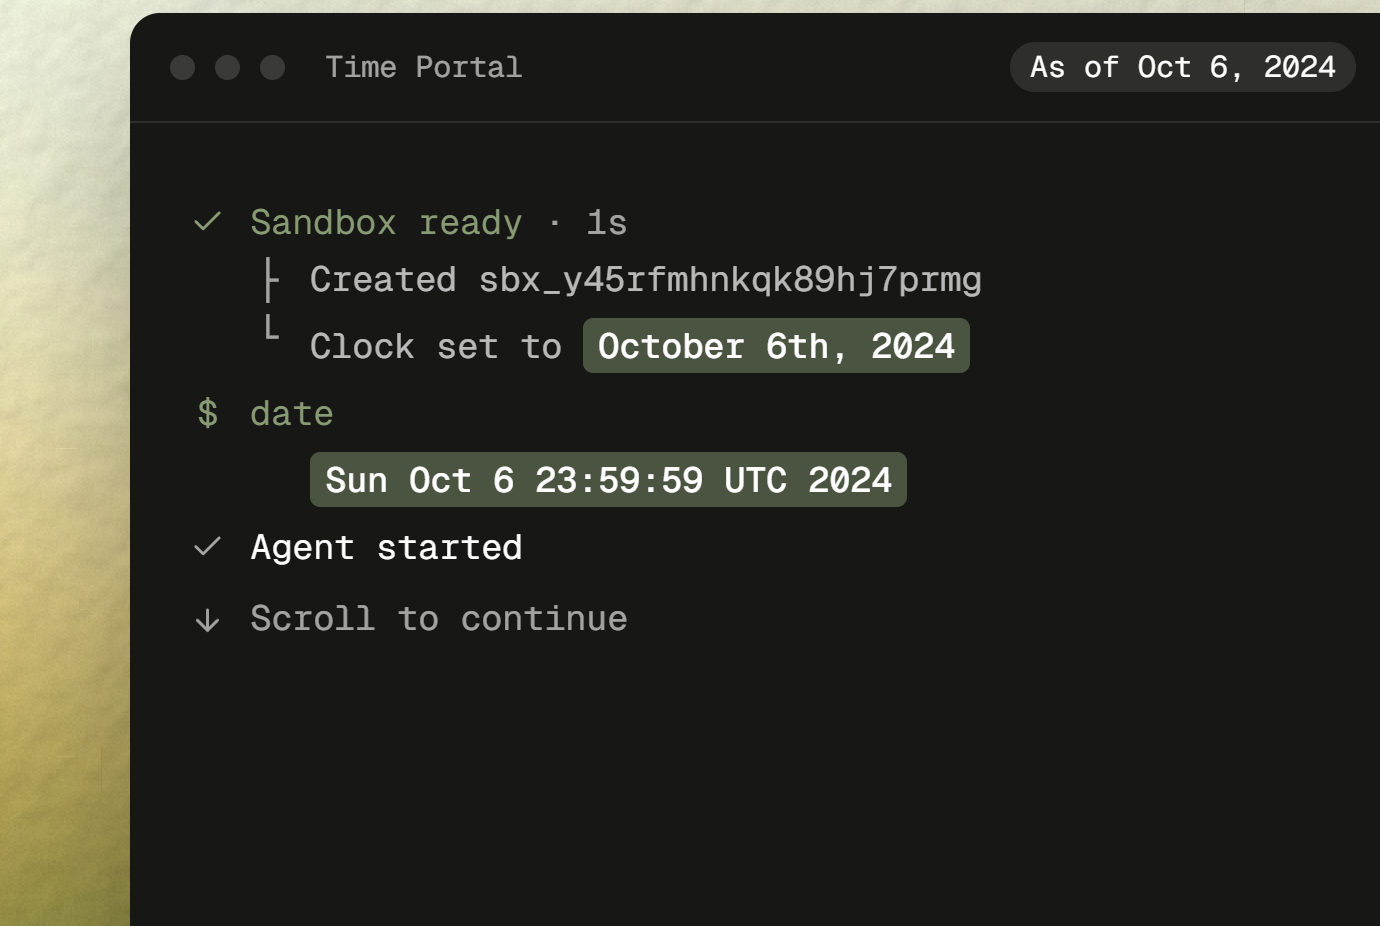 Time Portal
As of Oct 6, 2024
✓ Sandbox ready · 1s
├ Created sbx_y45rfmhnkqk89hj7prmg
└ Clock set to October 6th, 2024
$ date
Sun Oct 6 23:59:59 UTC 2024
✓ Agent started
↓ Scroll to continue